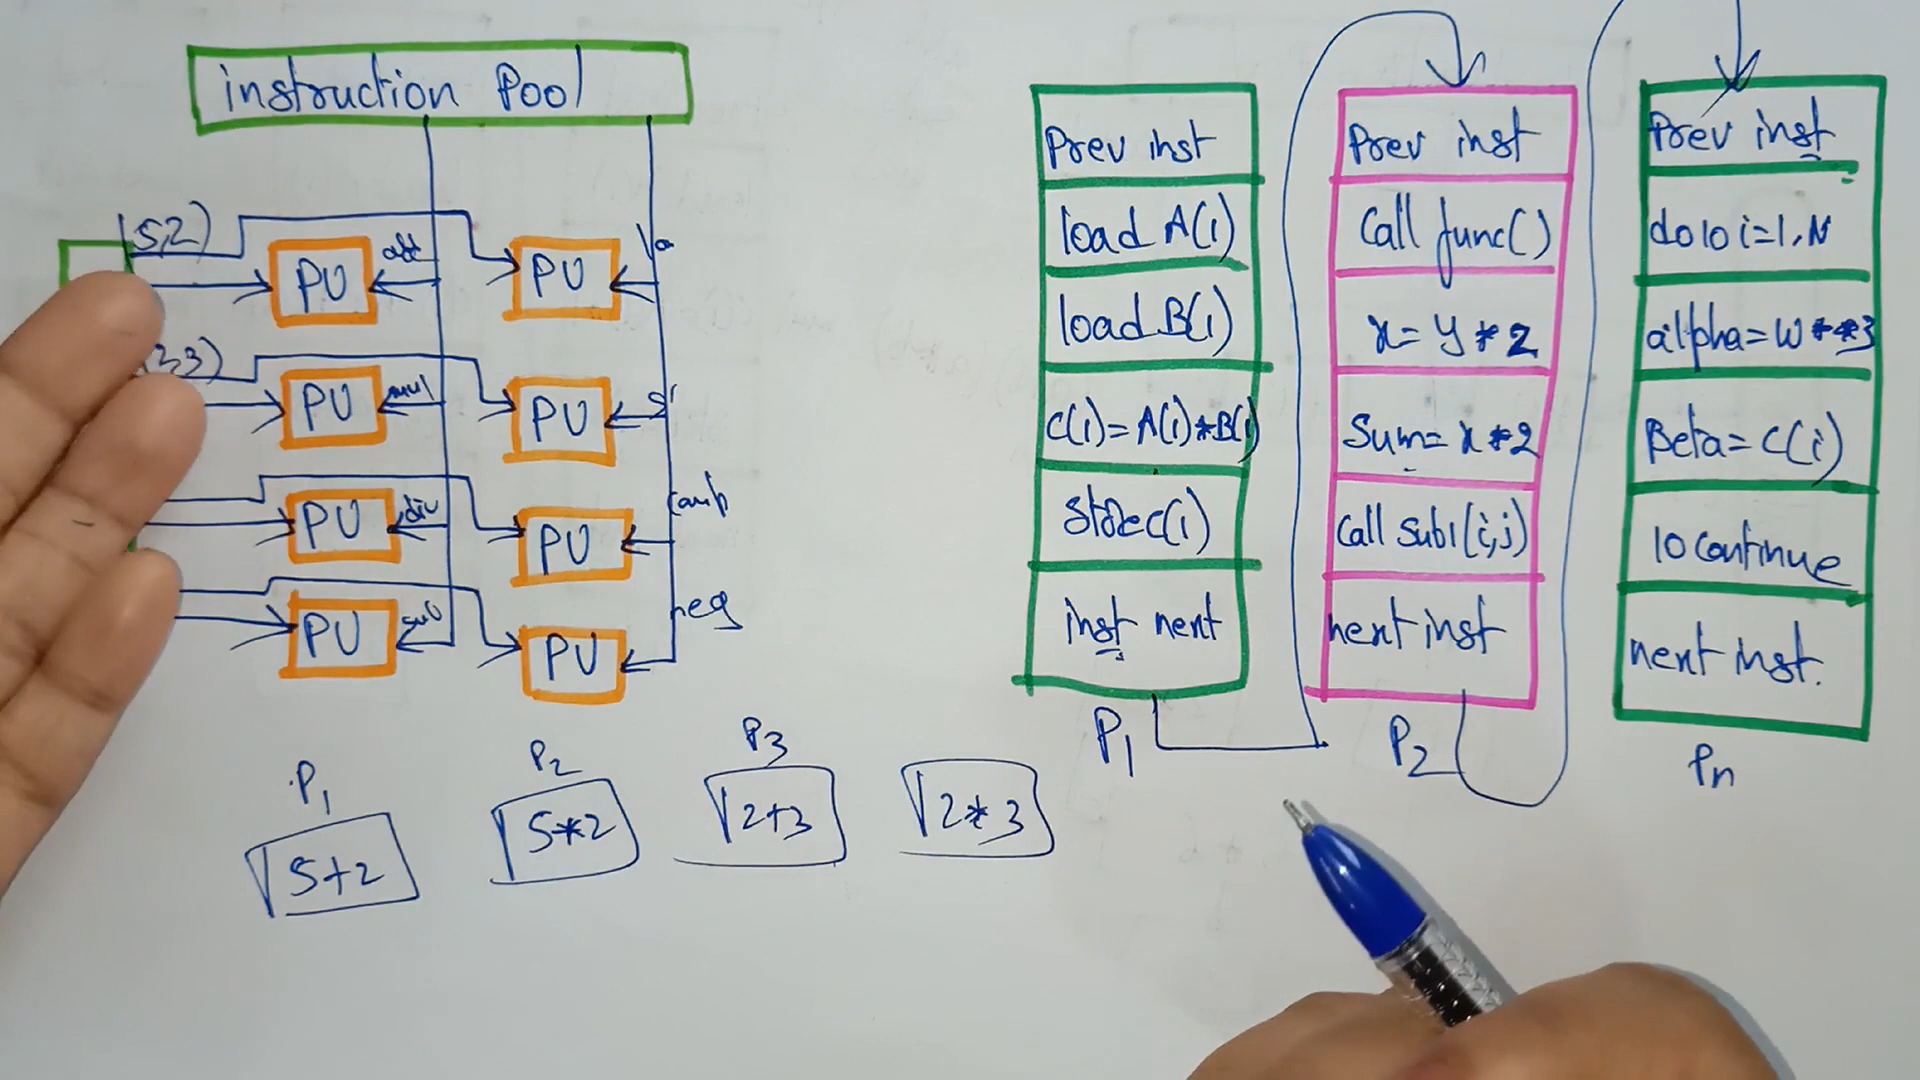 instruction Pool
(5,2)
add
PU
PU
,3)
mul
PU
PU
div
PU
comp
PU
sub
PU
neg
PU
P1
5+2
P2
5*2
P3
2+3
2*3
Prev inst
load A(i)
load B(i)
C(i)=A(i)*B(i)
Store C(i)
inst next
P1
Prev inst
Call func()
x=y*2
Sum=x*2
Call sub1(i,j)
next inst
P2
Prev inst
do 10 i=1,N
alpha=w**3
Beta=C(i)
10 continue
next inst.
Pn